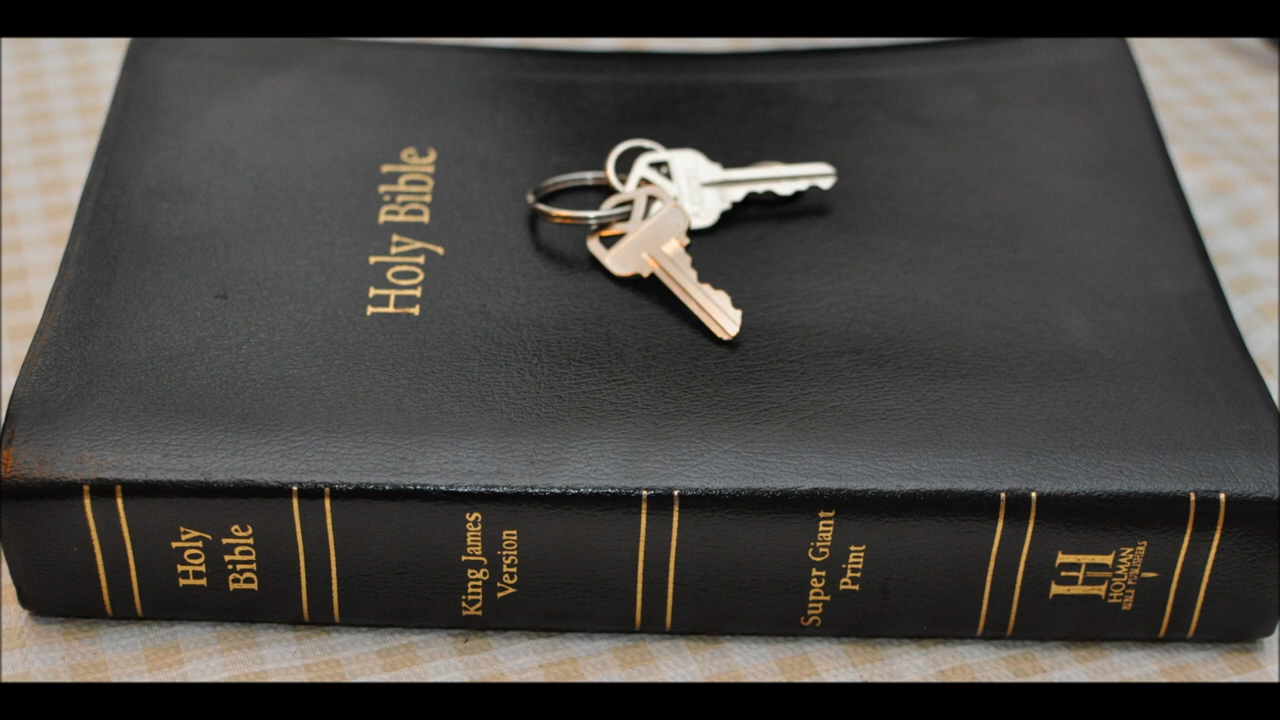 Holy Bible
Holy
Bible
King James
Version
Super Giant
Print
HOLMAN
BIBLE PUBLISHERS